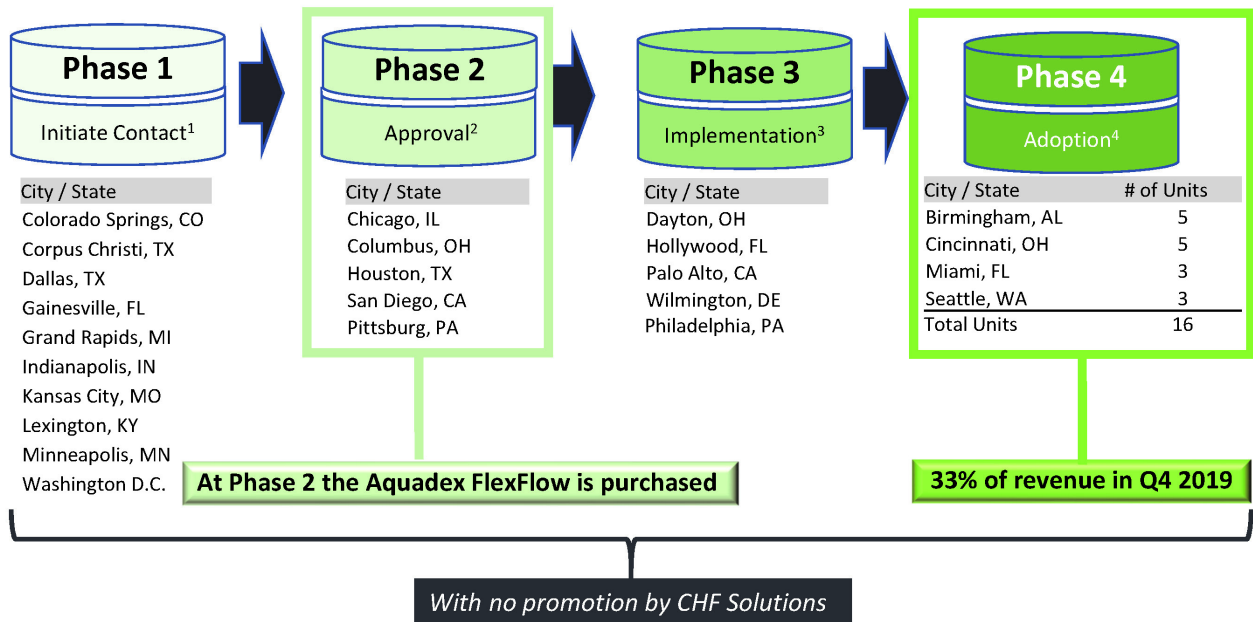 Phase 1
Initiate Contact1
City / State
Colorado Springs, CO
Corpus Christi, TX
Dallas, TX
Gainesville, FL
Grand Rapids, MI
Indianapolis, IN
Kansas City, MO
Lexington, KY
Minneapolis, MN
Washington D.C.
Phase 2
Approval2
City / State
Chicago, IL
Columbus, OH
Houston, TX
San Diego, CA
Pittsburg, PA
At Phase 2 the Aquadex FlexFlow is purchased
Phase 3
Implementation3
City / State
Dayton, OH
Hollywood, FL
Palo Alto, CA
Wilmington, DE
Philadelphia, PA
Phase 4
Adoption4
City / State # of Units
Birmingham, AL 5
Cincinnati, OH 5
Miami, FL 3
Seattle, WA 3
Total Units 16
33% of revenue in Q4 2019
With no promotion by CHF Solutions